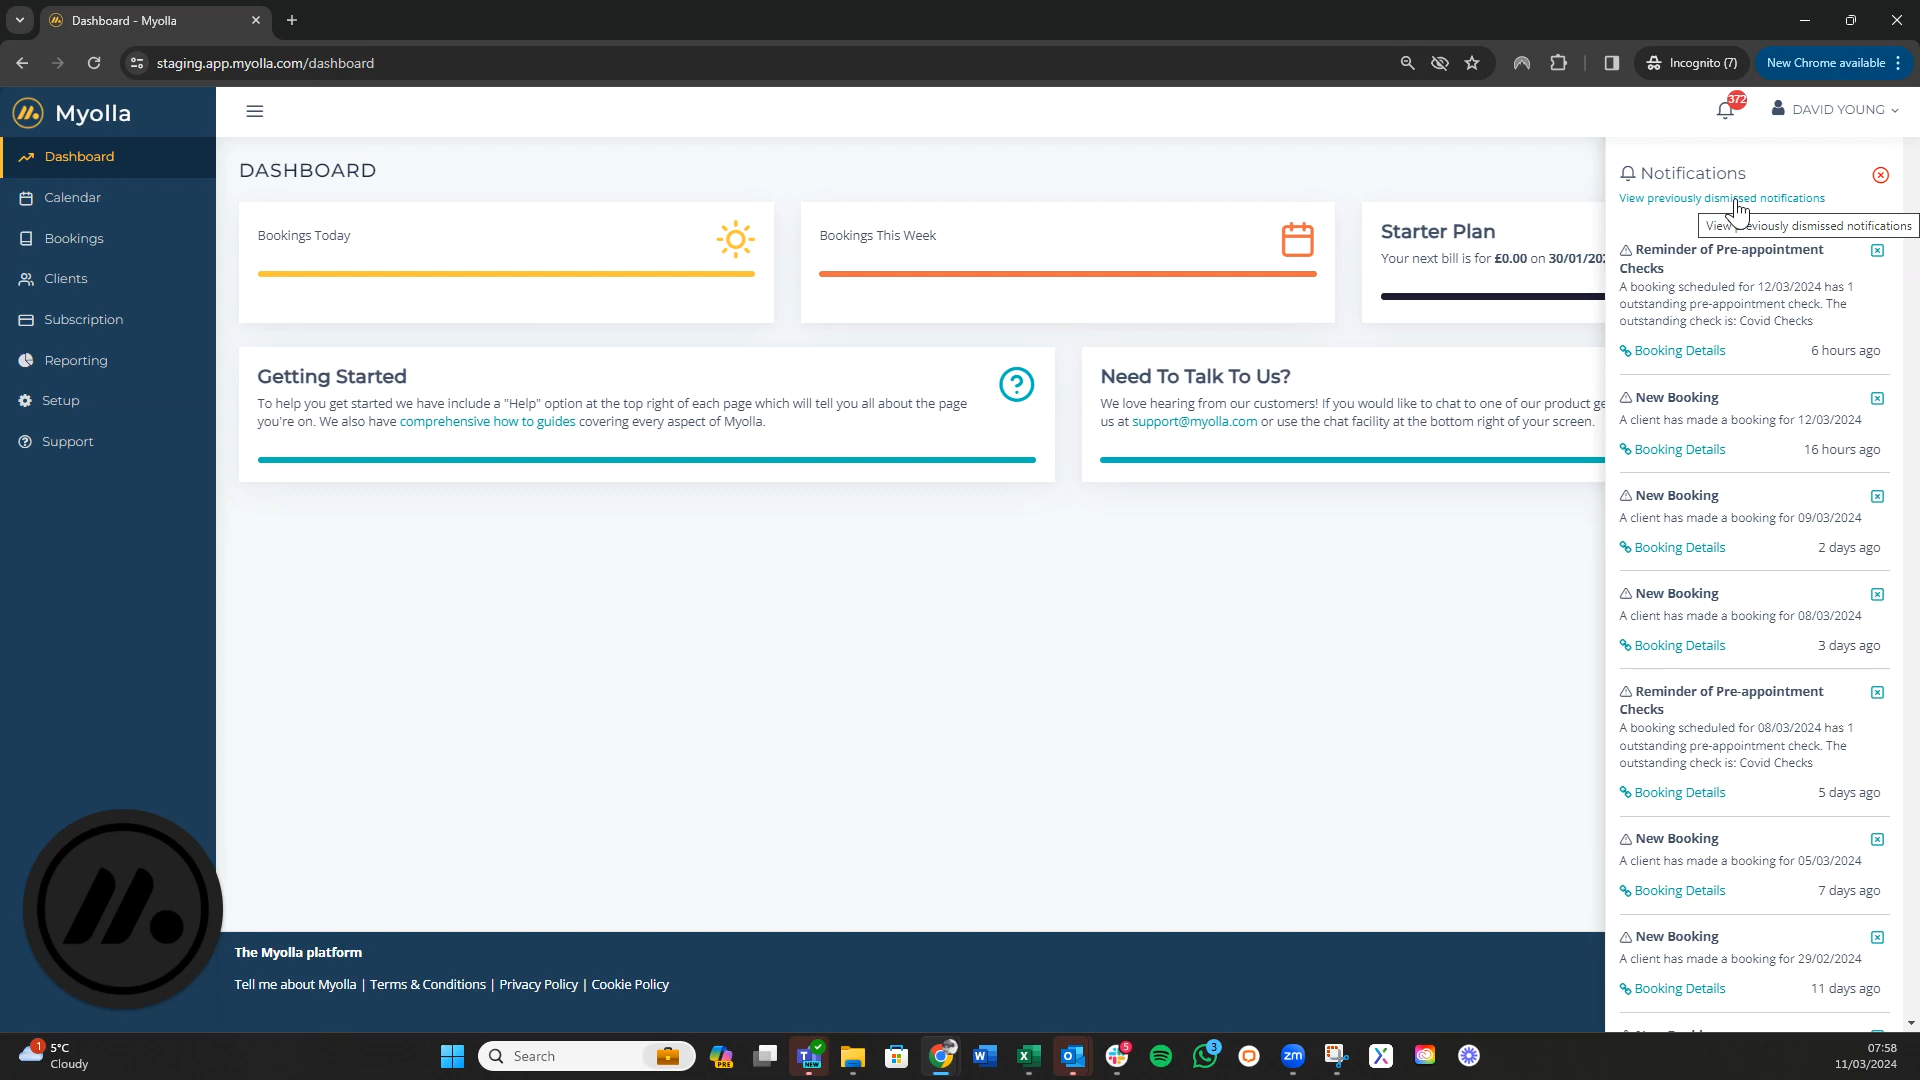 Dashboard - Myolla
staging.app.myolla.com/dashboard
Incognito (7)
New Chrome available
Myolla
372
DAVID YOUNG
Dashboard
Calendar
Bookings
Clients
Subscription
Reporting
Setup
Support
DASHBOARD
Bookings Today
Bookings This Week
Starter Plan
Your next bill is for £0.00 on 30/01/202
Getting Started
To help you get started we have include a "Help" option at the top right of each page which will tell you all about the page
you're on. We also have comprehensive how to guides covering every aspect of Myolla.
Need To Talk To Us?
We love hearing from our customers! If you would like to chat to one of our product ge
us at support@myolla.com or use the chat facility at the bottom right of your screen.
Notifications
View previously dismissed notifications
View previously dismissed notifications
Reminder of Pre-appointment
Checks
A booking scheduled for 12/03/2024 has 1
outstanding pre-appointment check. The
outstanding check is: Covid Checks
Booking Details 6 hours ago
New Booking
A client has made a booking for 12/03/2024
Booking Details 16 hours ago
New Booking
A client has made a booking for 09/03/2024
Booking Details 2 days ago
New Booking
A client has made a booking for 08/03/2024
Booking Details 3 days ago
Reminder of Pre-appointment
Checks
A booking scheduled for 08/03/2024 has 1
outstanding pre-appointment check. The
outstanding check is: Covid Checks
Booking Details 5 days ago
New Booking
A client has made a booking for 05/03/2024
Booking Details 7 days ago
New Booking
A client has made a booking for 29/02/2024
Booking Details 11 days ago
The Myolla platform
Tell me about Myolla | Terms & Conditions | Privacy Policy | Cookie Policy
1
5°C
Cloudy
Search
PRE
NEW
5
3
zm
07:58
11/03/2024